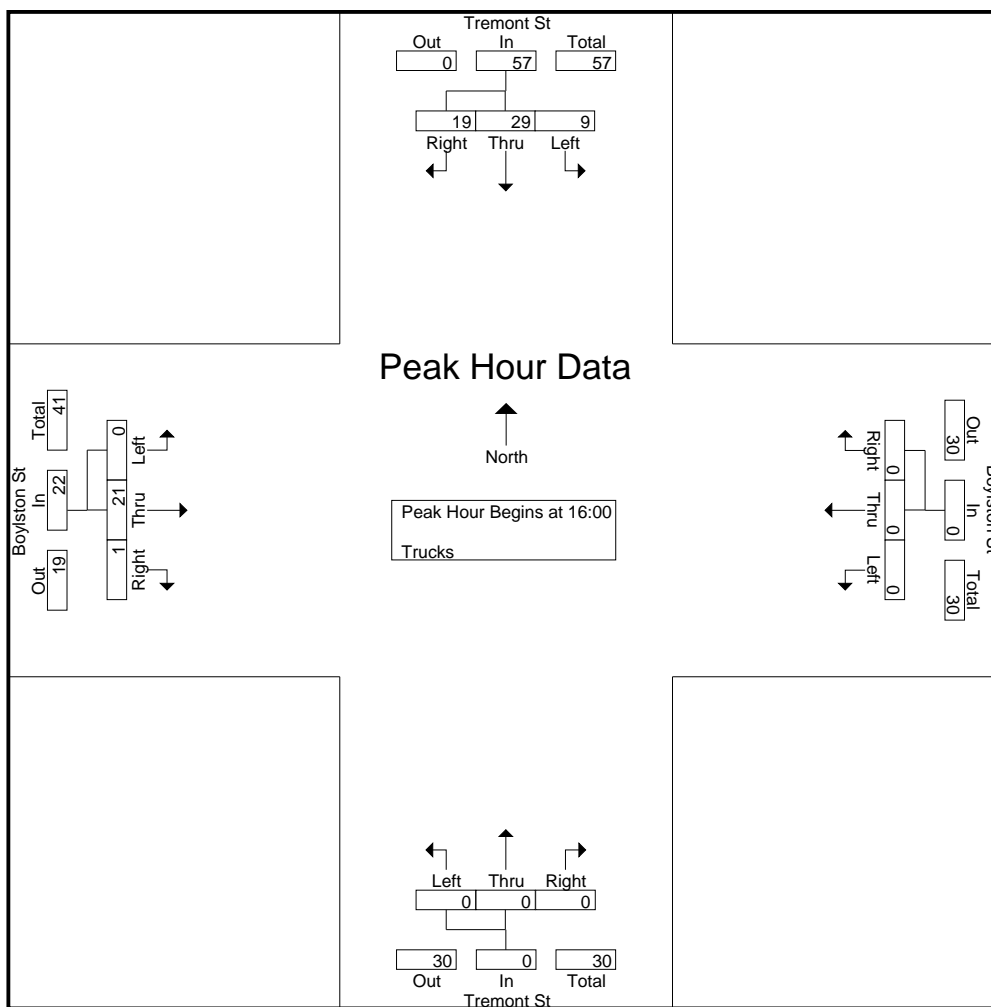 Tremont St
Out In Total
0 57 57
19 29 9
Right Thru Left
Peak Hour Data
North
Peak Hour Begins at 16:00
Trucks
Boylston St
Total In Out
41 22 19
0 21 1
Left Thru Right
Right Thru Left
0 0 0
30 0 30
Out In Total
Boylston St
Left Thru Right
0 0 0
30 0 30
Out In Total
Tremont St